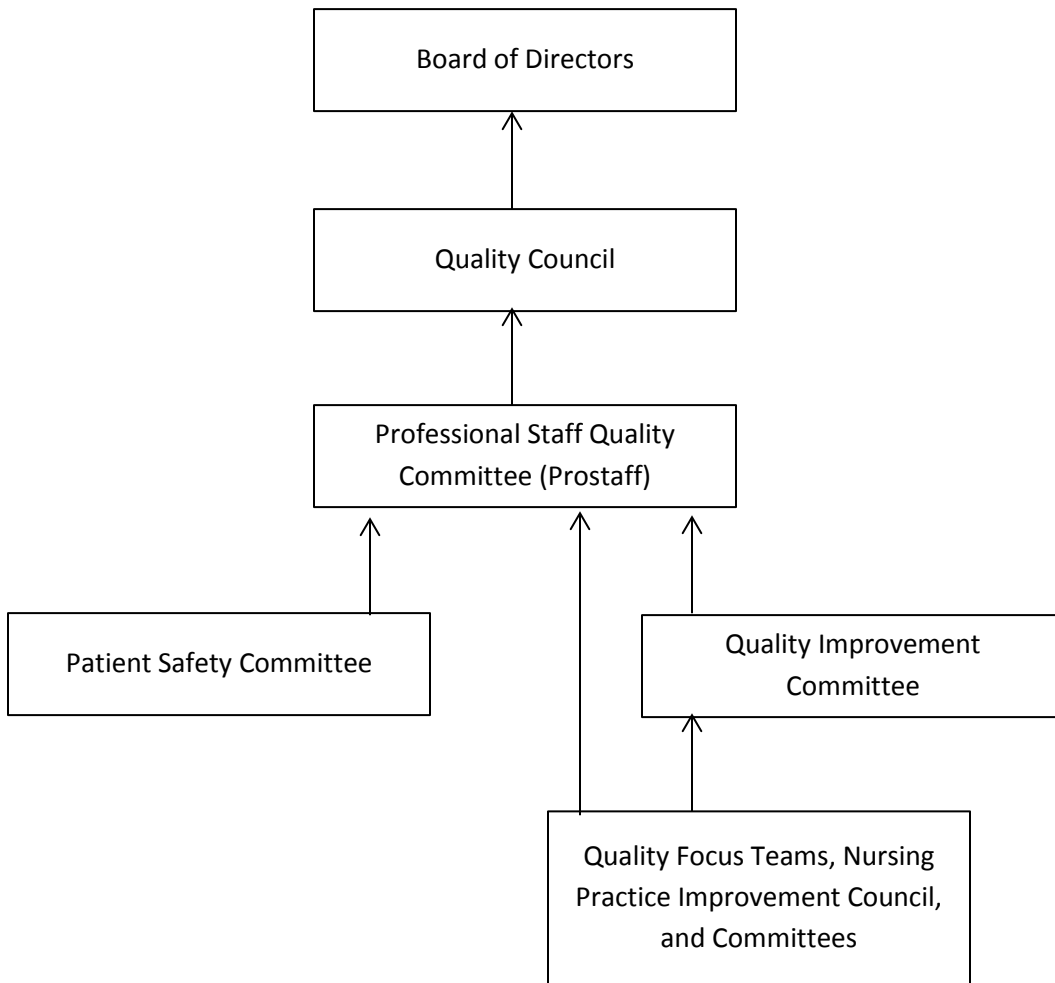 Board of Directors
Quality Council
Professional Staff Quality
Committee (Prostaff)
Patient Safety Committee
Quality Improvement
Committee
Quality Focus Teams, Nursing
Practice Improvement Council,
and Committees